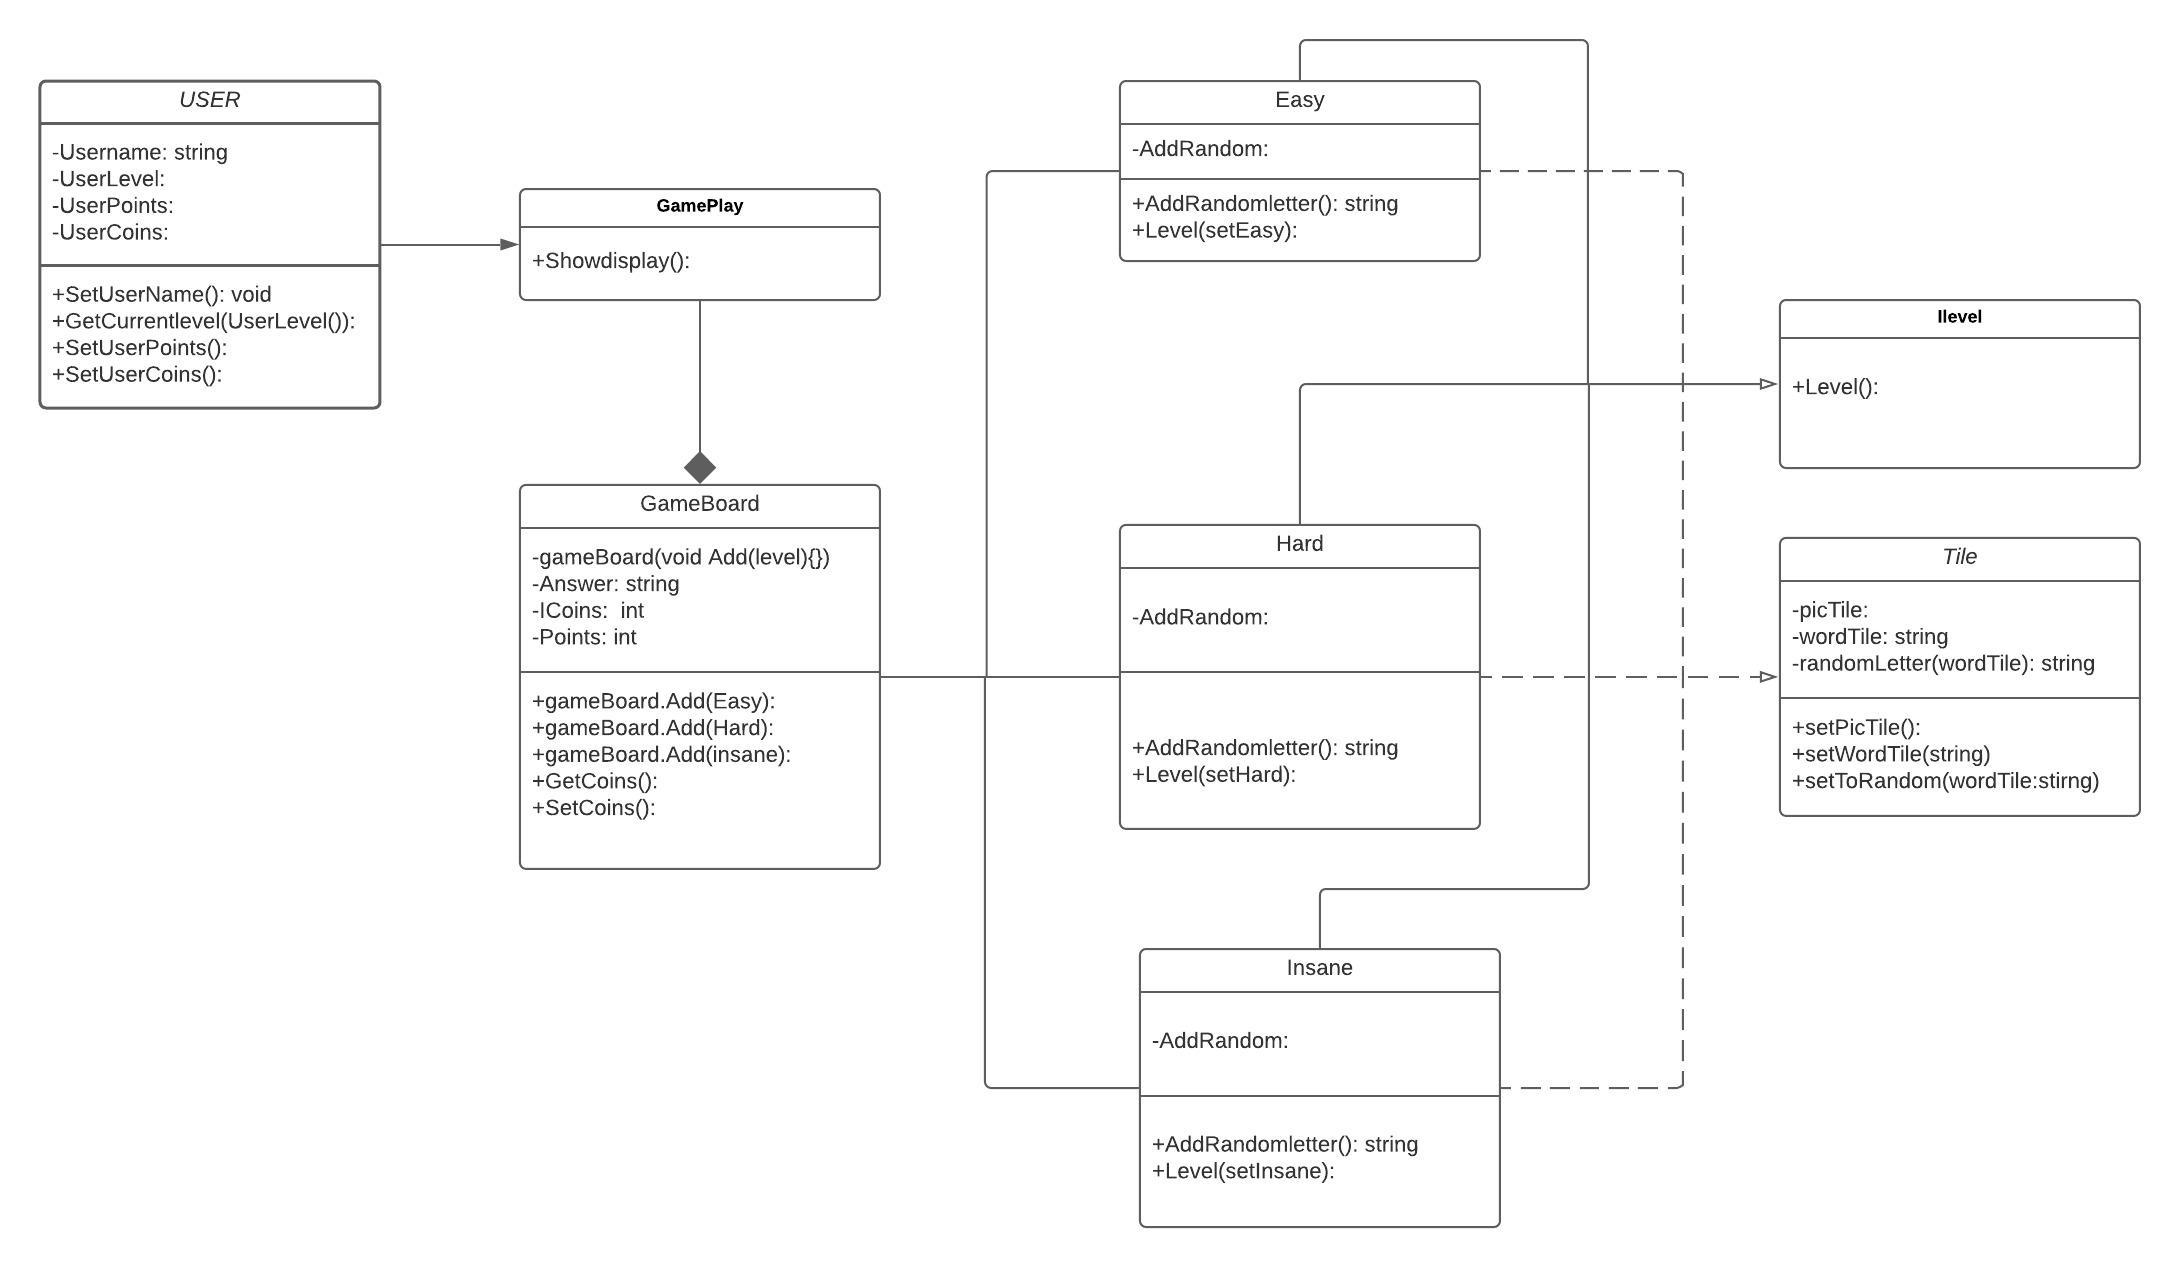 USER
-Username: string
-UserLevel:
-UserPoints:
-UserCoins:
+SetUserName(): void
+GetCurrentlevel(UserLevel()):
+SetUserPoints():
+SetUserCoins():
GamePlay
+Showdisplay():
GameBoard
-gameBoard(void Add(level){})
-Answer: string
-ICoins:  int
-Points: int
+gameBoard.Add(Easy):
+gameBoard.Add(Hard):
+gameBoard.Add(insane):
+GetCoins():
+SetCoins():
Easy
-AddRandom:
+AddRandomletter(): string
+Level(setEasy):
Hard
-AddRandom:
+AddRandomletter(): string
+Level(setHard):
Insane
-AddRandom:
+AddRandomletter(): string
+Level(setInsane):
Ilevel
+Level():
Tile
-picTile:
-wordTile: string
-randomLetter(wordTile): string
+setPicTile():
+setWordTile(string)
+setToRandom(wordTile:stirng)